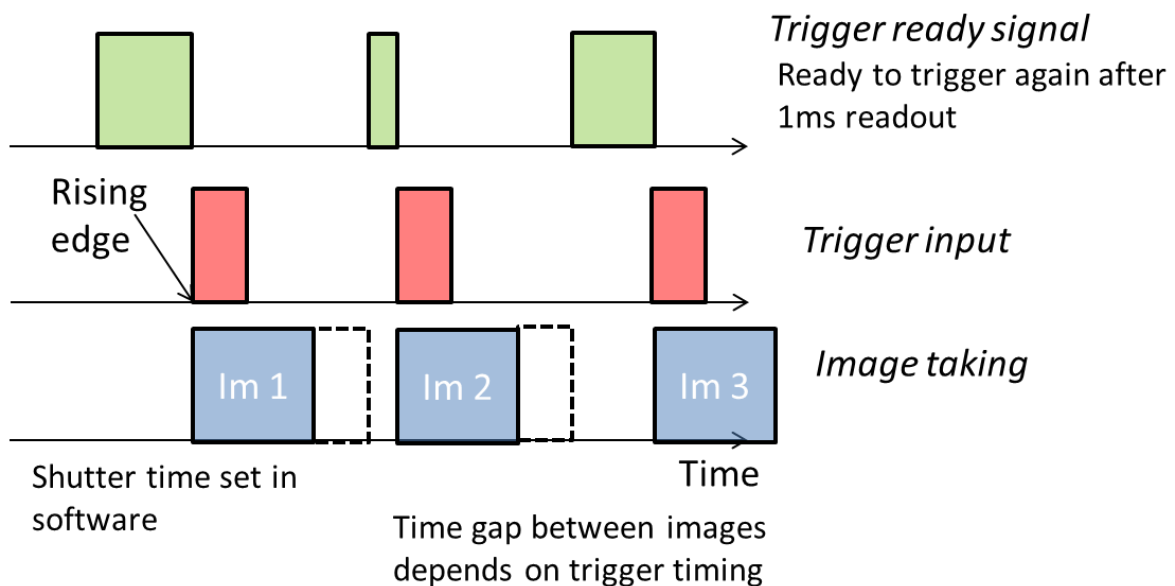 Trigger ready signal
Ready to trigger again after
1ms readout
Rising
edge
Trigger input
Im 1
Im 2
Im 3
Image taking
Time
Shutter time set in
software
Time gap between images
depends on trigger timing